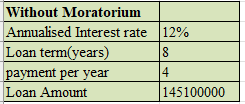 Without Moratorium
Annualised Interest rate 12%
Loan term(years) 8
payment per year 4
Loan Amount 145100000